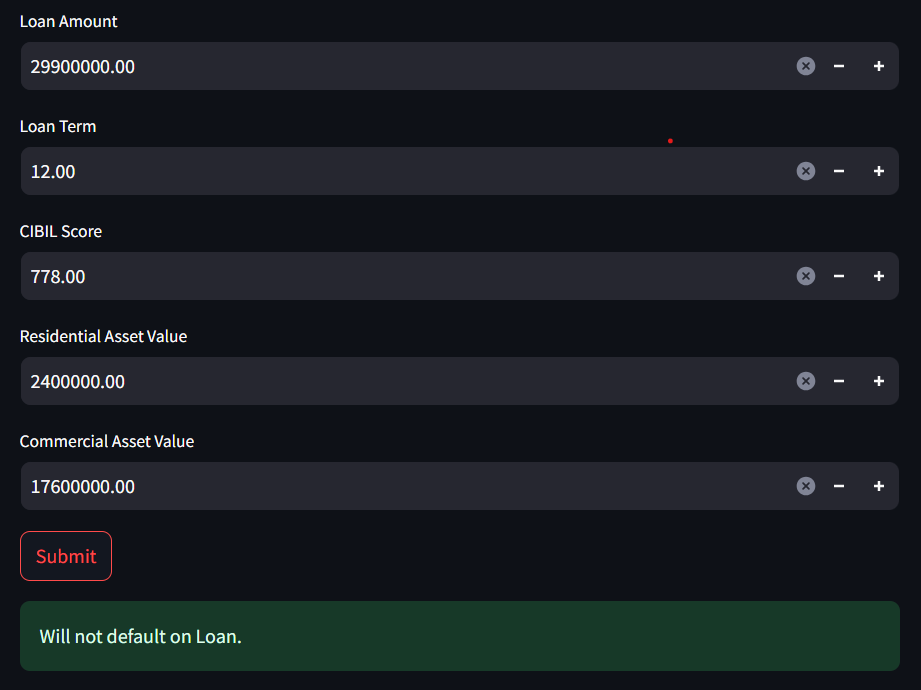 Loan Amount
29900000.00
Loan Term
12.00
CIBIL Score
778.00
Residential Asset Value
2400000.00
Commercial Asset Value
17600000.00
Submit
Will not default on Loan.